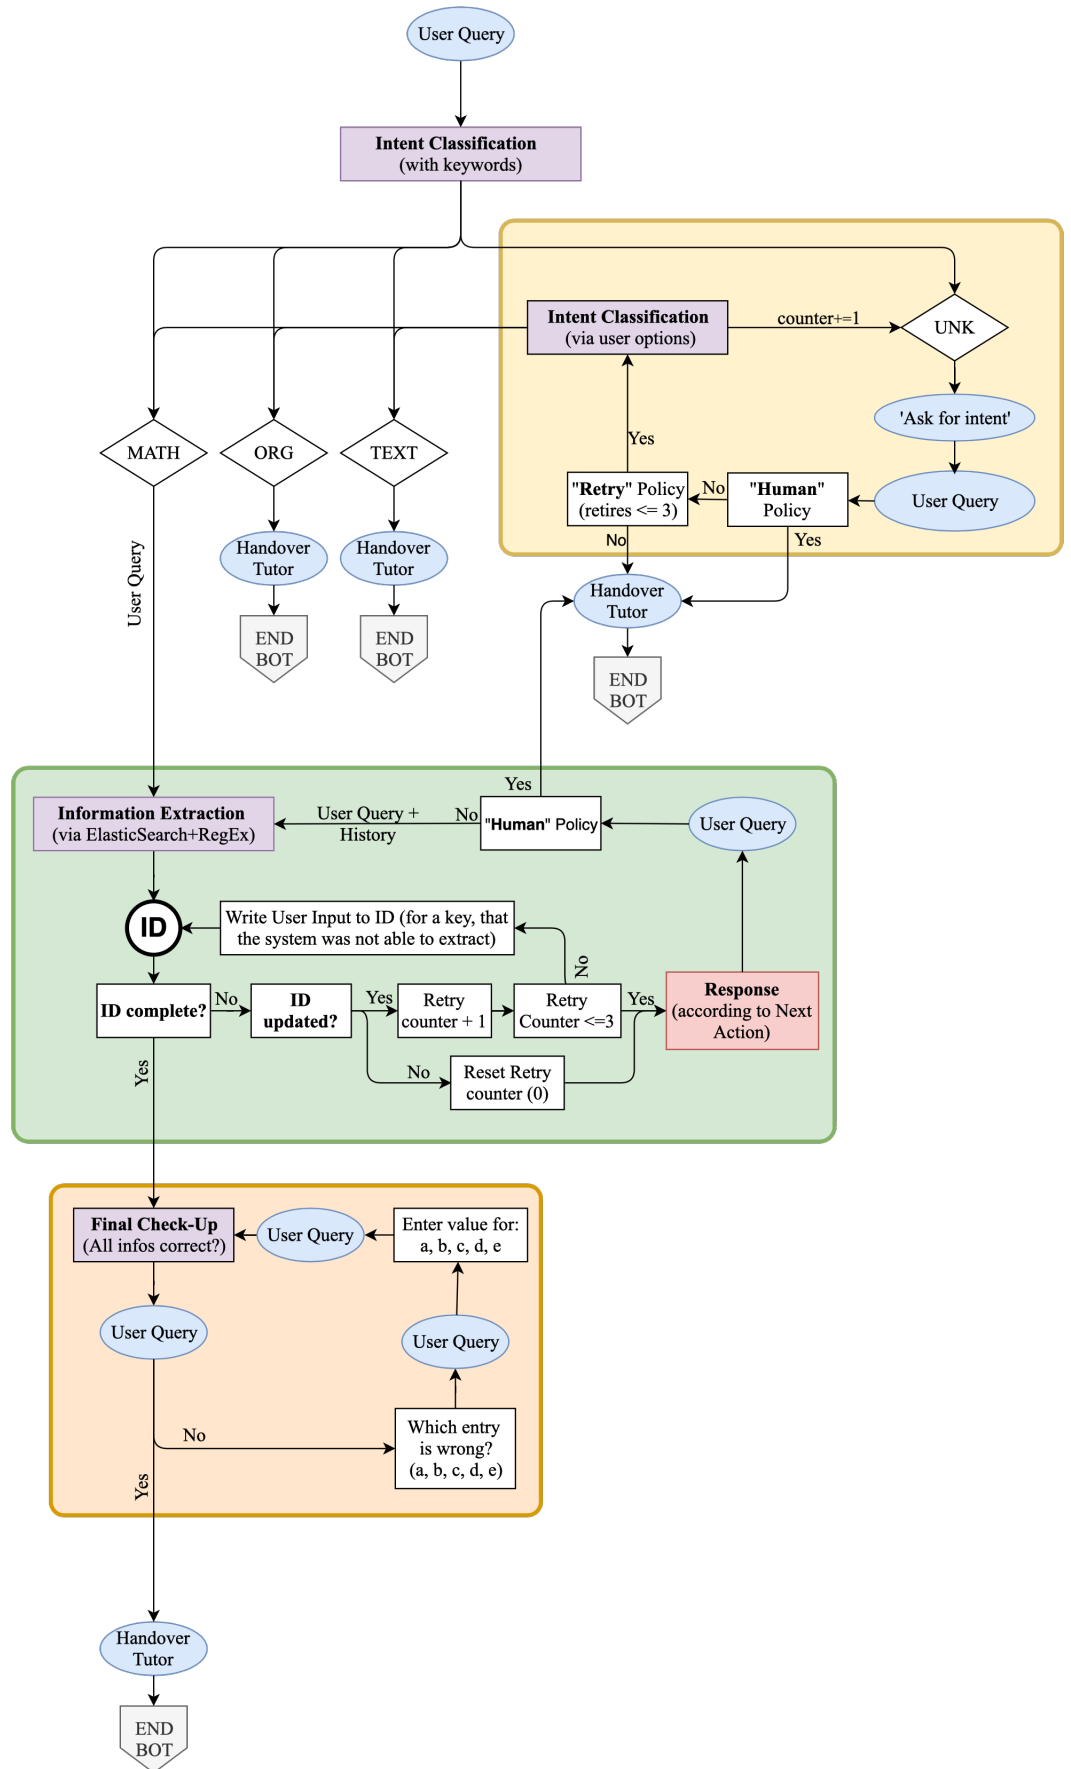 User Query
Intent Classification
(with keywords)
Intent Classification
(via user options)
counter+=1
UNK
'Ask for intent'
Yes
MATH
ORG
TEXT
"Retry" Policy
(retires <= 3)
No
"Human"
Policy
User Query
No
Yes
Handover
Tutor
Handover
Tutor
User Query
Handover
Tutor
END
BOT
END
BOT
END
BOT
Yes
Information Extraction
(via ElasticSearch+RegEx)
User Query +
History
No
"Human" Policy
User Query
ID
Write User Input to ID (for a key, that
the system was not able to extract)
No
ID complete?
No
ID
updated?
Yes
Retry
counter + 1
Retry
Counter <=3
Yes
Response
(according to Next
Action)
Yes
No
Reset Retry
counter (0)
Final Check-Up
(All infos correct?)
User Query
Enter value for:
a, b, c, d, e
User Query
User Query
No
Which entry
is wrong?
(a, b, c, d, e)
Yes
Handover
Tutor
END
BOT